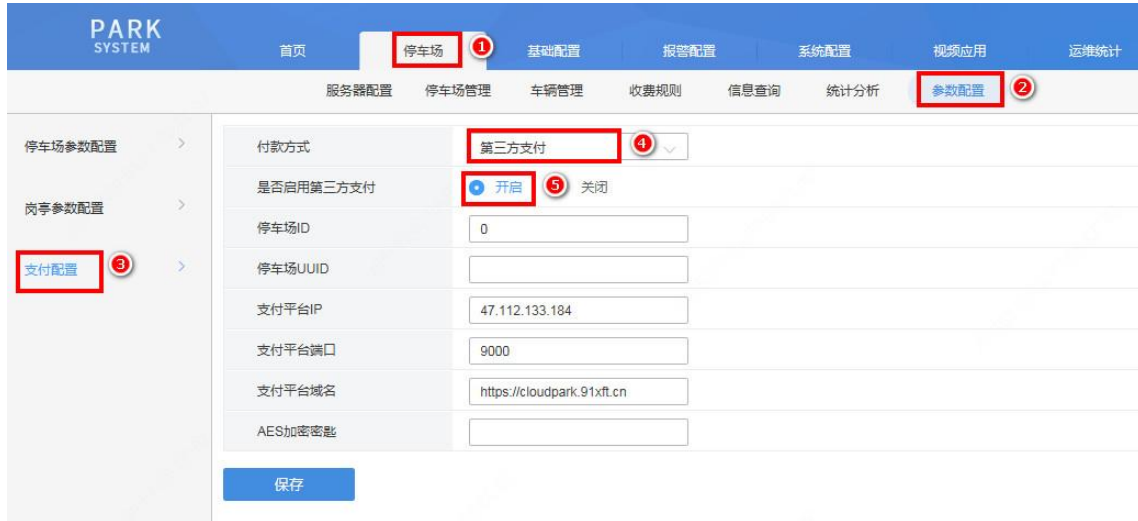 PARK
SYSTEM
首页 停车场 1 基础配置 报警配置 系统配置 视频应用 运维统计
服务器配置 停车场管理 车辆管理 收费规则 信息查询 统计分析 参数配置 2
停车场参数配置
岗亭参数配置
支付配置 3
付款方式 第三方支付 4
是否启用第三方支付 开启 5 关闭
停车场ID 0
停车场UUID
支付平台IP 47.112.133.184
支付平台端口 9000
支付平台域名 https://cloudpark.91xft.cn
AES加密密匙
保存